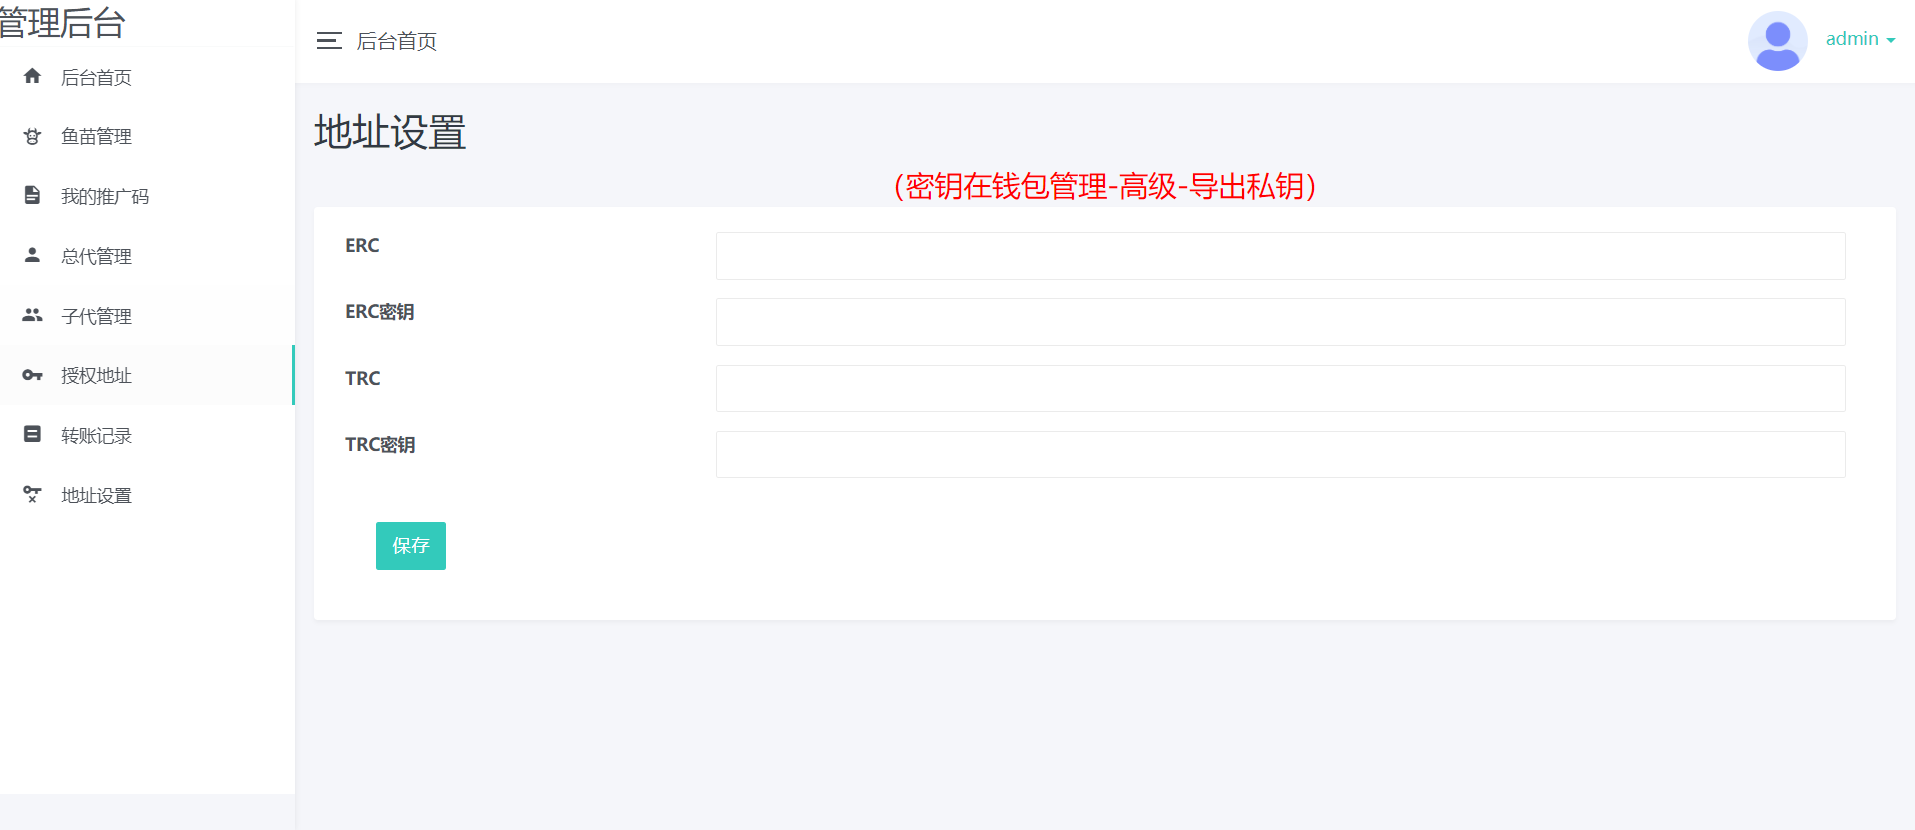 管理后台
后台首页
鱼苗管理
我的推广码
总代管理
子代管理
授权地址
转账记录
地址设置
后台首页
admin
地址设置
（密钥在钱包管理-高级-导出私钥）
ERC
ERC密钥
TRC
TRC密钥
保存